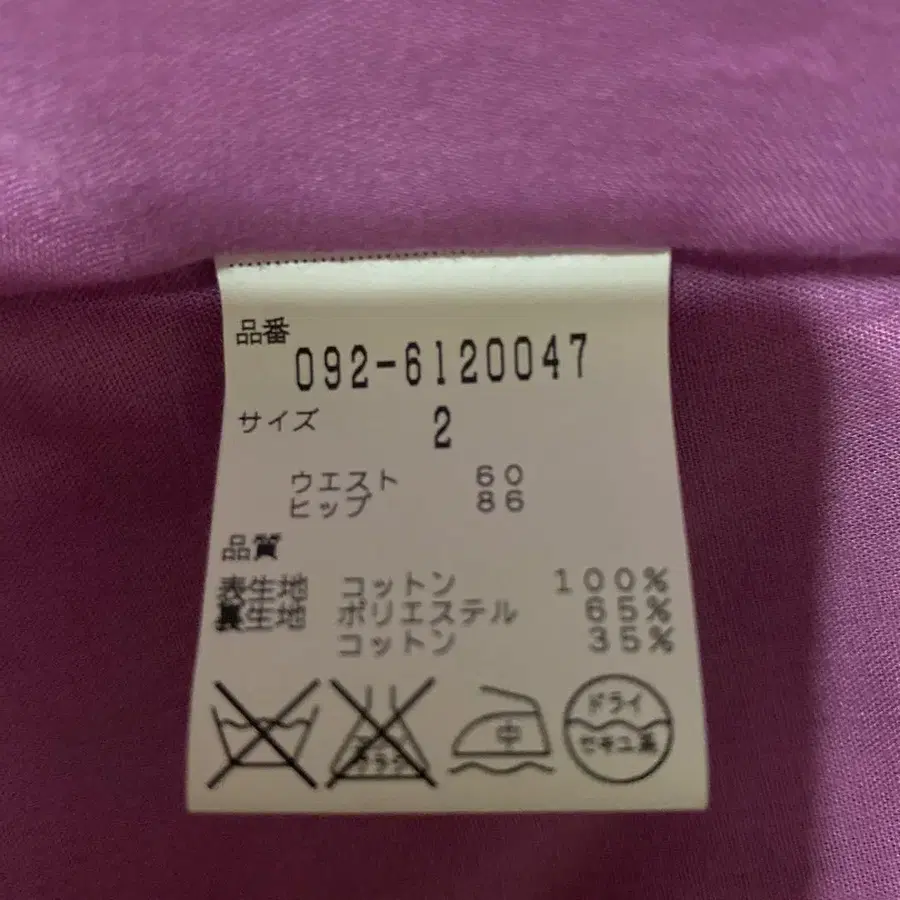 品番
092-6120047
サイズ 2
ウエスト 60
ヒップ 86
品質
表生地 コットン 100%
裏生地 ポリエステル 65%
コットン 35%
中
ドライ
セキユ系